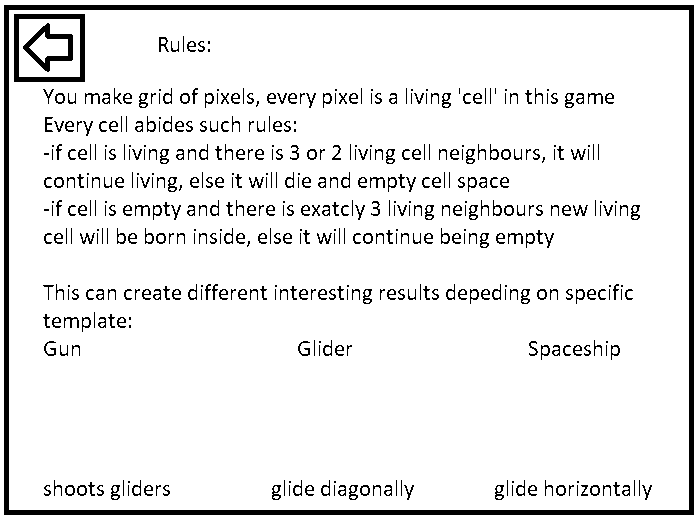 Rules:
You make grid of pixels, every pixel is a living 'cell' in this game
Every cell abides such rules:
-if cell is living and there is 3 or 2 living cell neighbours, it will
continue living, else it will die and empty cell space
-if cell is empty and there is exatcly 3 living neighbours new living
cell will be born inside, else it will continue being empty
This can create different interesting results depeding on specific
template:
Gun Glider Spaceship
shoots gliders glide diagonally glide horizontally